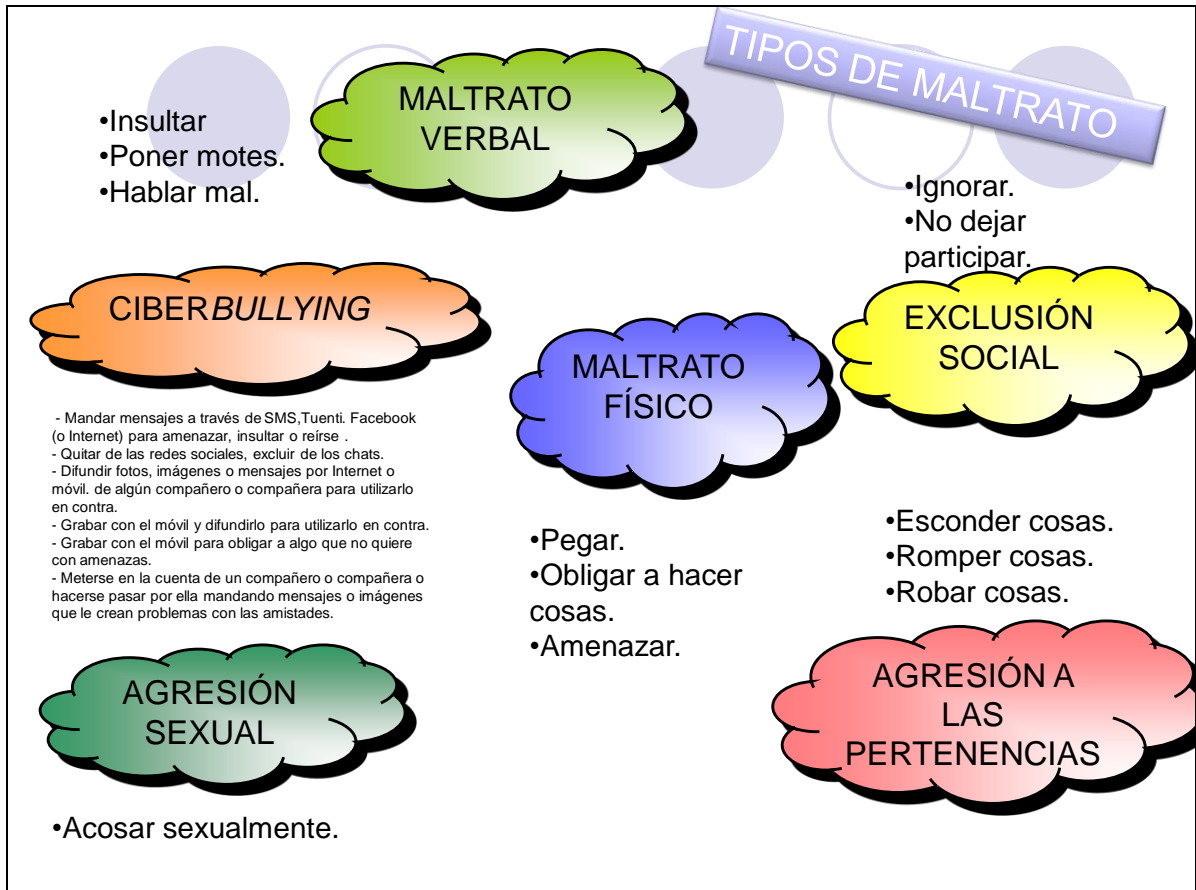 TIPOS DE MALTRATO
MALTRATO
VERBAL
•Insultar
•Poner motes.
•Hablar mal.
•Ignorar.
•No dejar
participar.
EXCLUSIÓN
SOCIAL
CIBERBULLYING
- Mandar mensajes a través de SMS,Tuenti. Facebook
(o Internet) para amenazar, insultar o reírse .
- Quitar de las redes sociales, excluir de los chats.
- Difundir fotos, imágenes o mensajes por Internet o
móvil. de algún compañero o compañera para utilizarlo
en contra.
- Grabar con el móvil y difundirlo para utilizarlo en contra.
- Grabar con el móvil para obligar a algo que no quiere
con amenazas.
- Meterse en la cuenta de un compañero o compañera o
hacerse pasar por ella mandando mensajes o imágenes
que le crean problemas con las amistades.
MALTRATO
FÍSICO
•Pegar.
•Obligar a hacer
cosas.
•Amenazar.
•Esconder cosas.
•Romper cosas.
•Robar cosas.
AGRESIÓN A
LAS
PERTENENCIAS
AGRESIÓN
SEXUAL
•Acosar sexualmente.